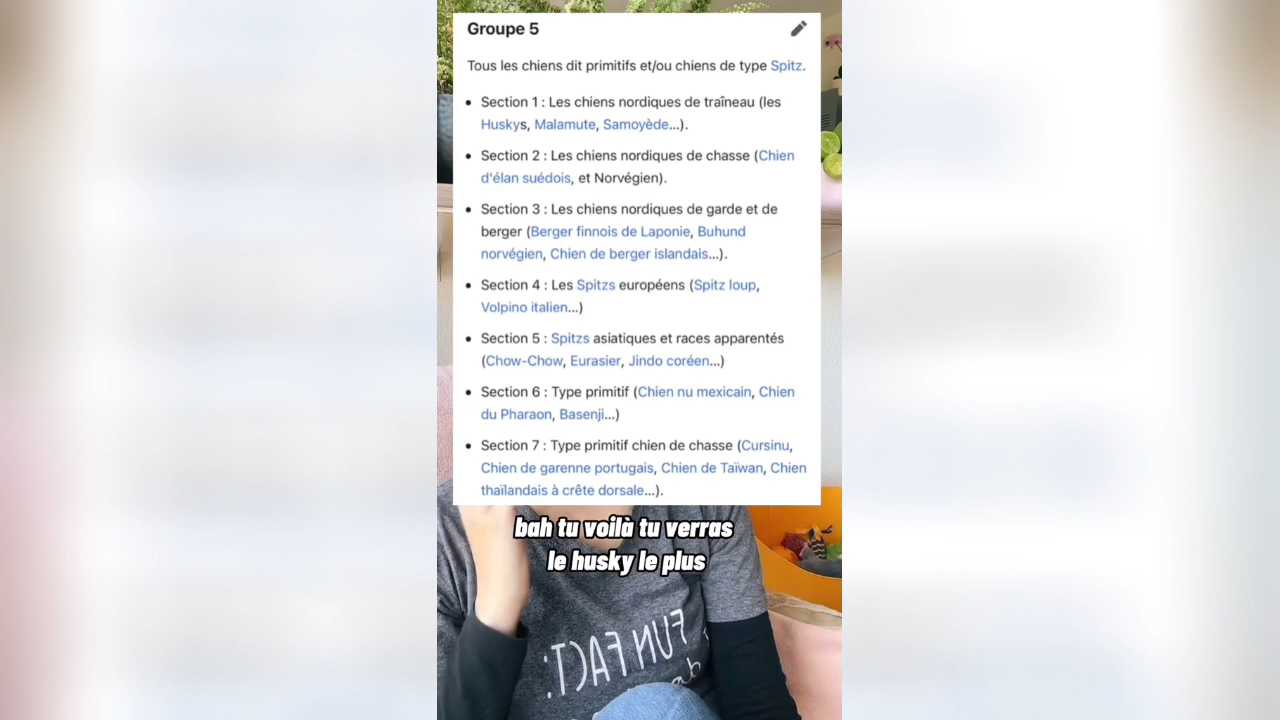 Groupe 5
Tous les chiens dit primitifs et/ou chiens de type Spitz.
• Section 1 : Les chiens nordiques de traîneau (les
Huskys, Malamute, Samoyède...).
• Section 2 : Les chiens nordiques de chasse (Chien
d'élan suédois, et Norvégien).
• Section 3 : Les chiens nordiques de garde et de
berger (Berger finnois de Laponie, Buhund
norvégien, Chien de berger islandais...).
• Section 4 : Les Spitzs européens (Spitz loup,
Volpino italien...)
• Section 5 : Spitzs asiatiques et races apparentés
(Chow-Chow, Eurasier, Jindo coréen...)
• Section 6 : Type primitif (Chien nu mexicain, Chien
du Pharaon, Basenji...)
• Section 7 : Type primitif chien de chasse (Cursinu,
Chien de garenne portugais, Chien de Taïwan, Chien
thaïlandais à crête dorsale...).
bah tu voilà tu verras
le husky le plus
FUN FACT: